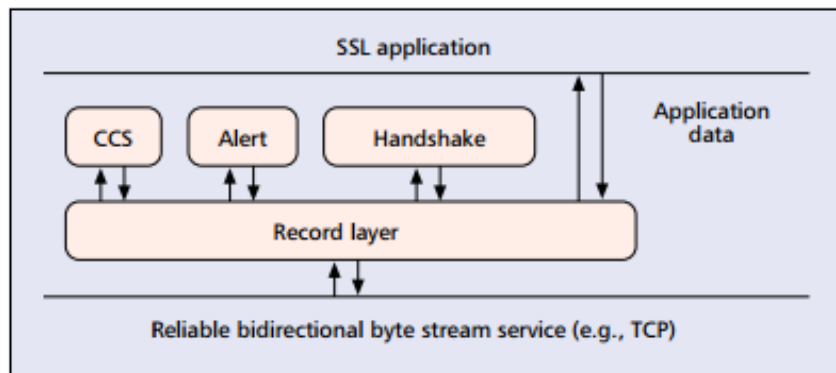 SSL application
CCS
Alert
Handshake
Application
data
Record layer
Reliable bidirectional byte stream service (e.g., TCP)